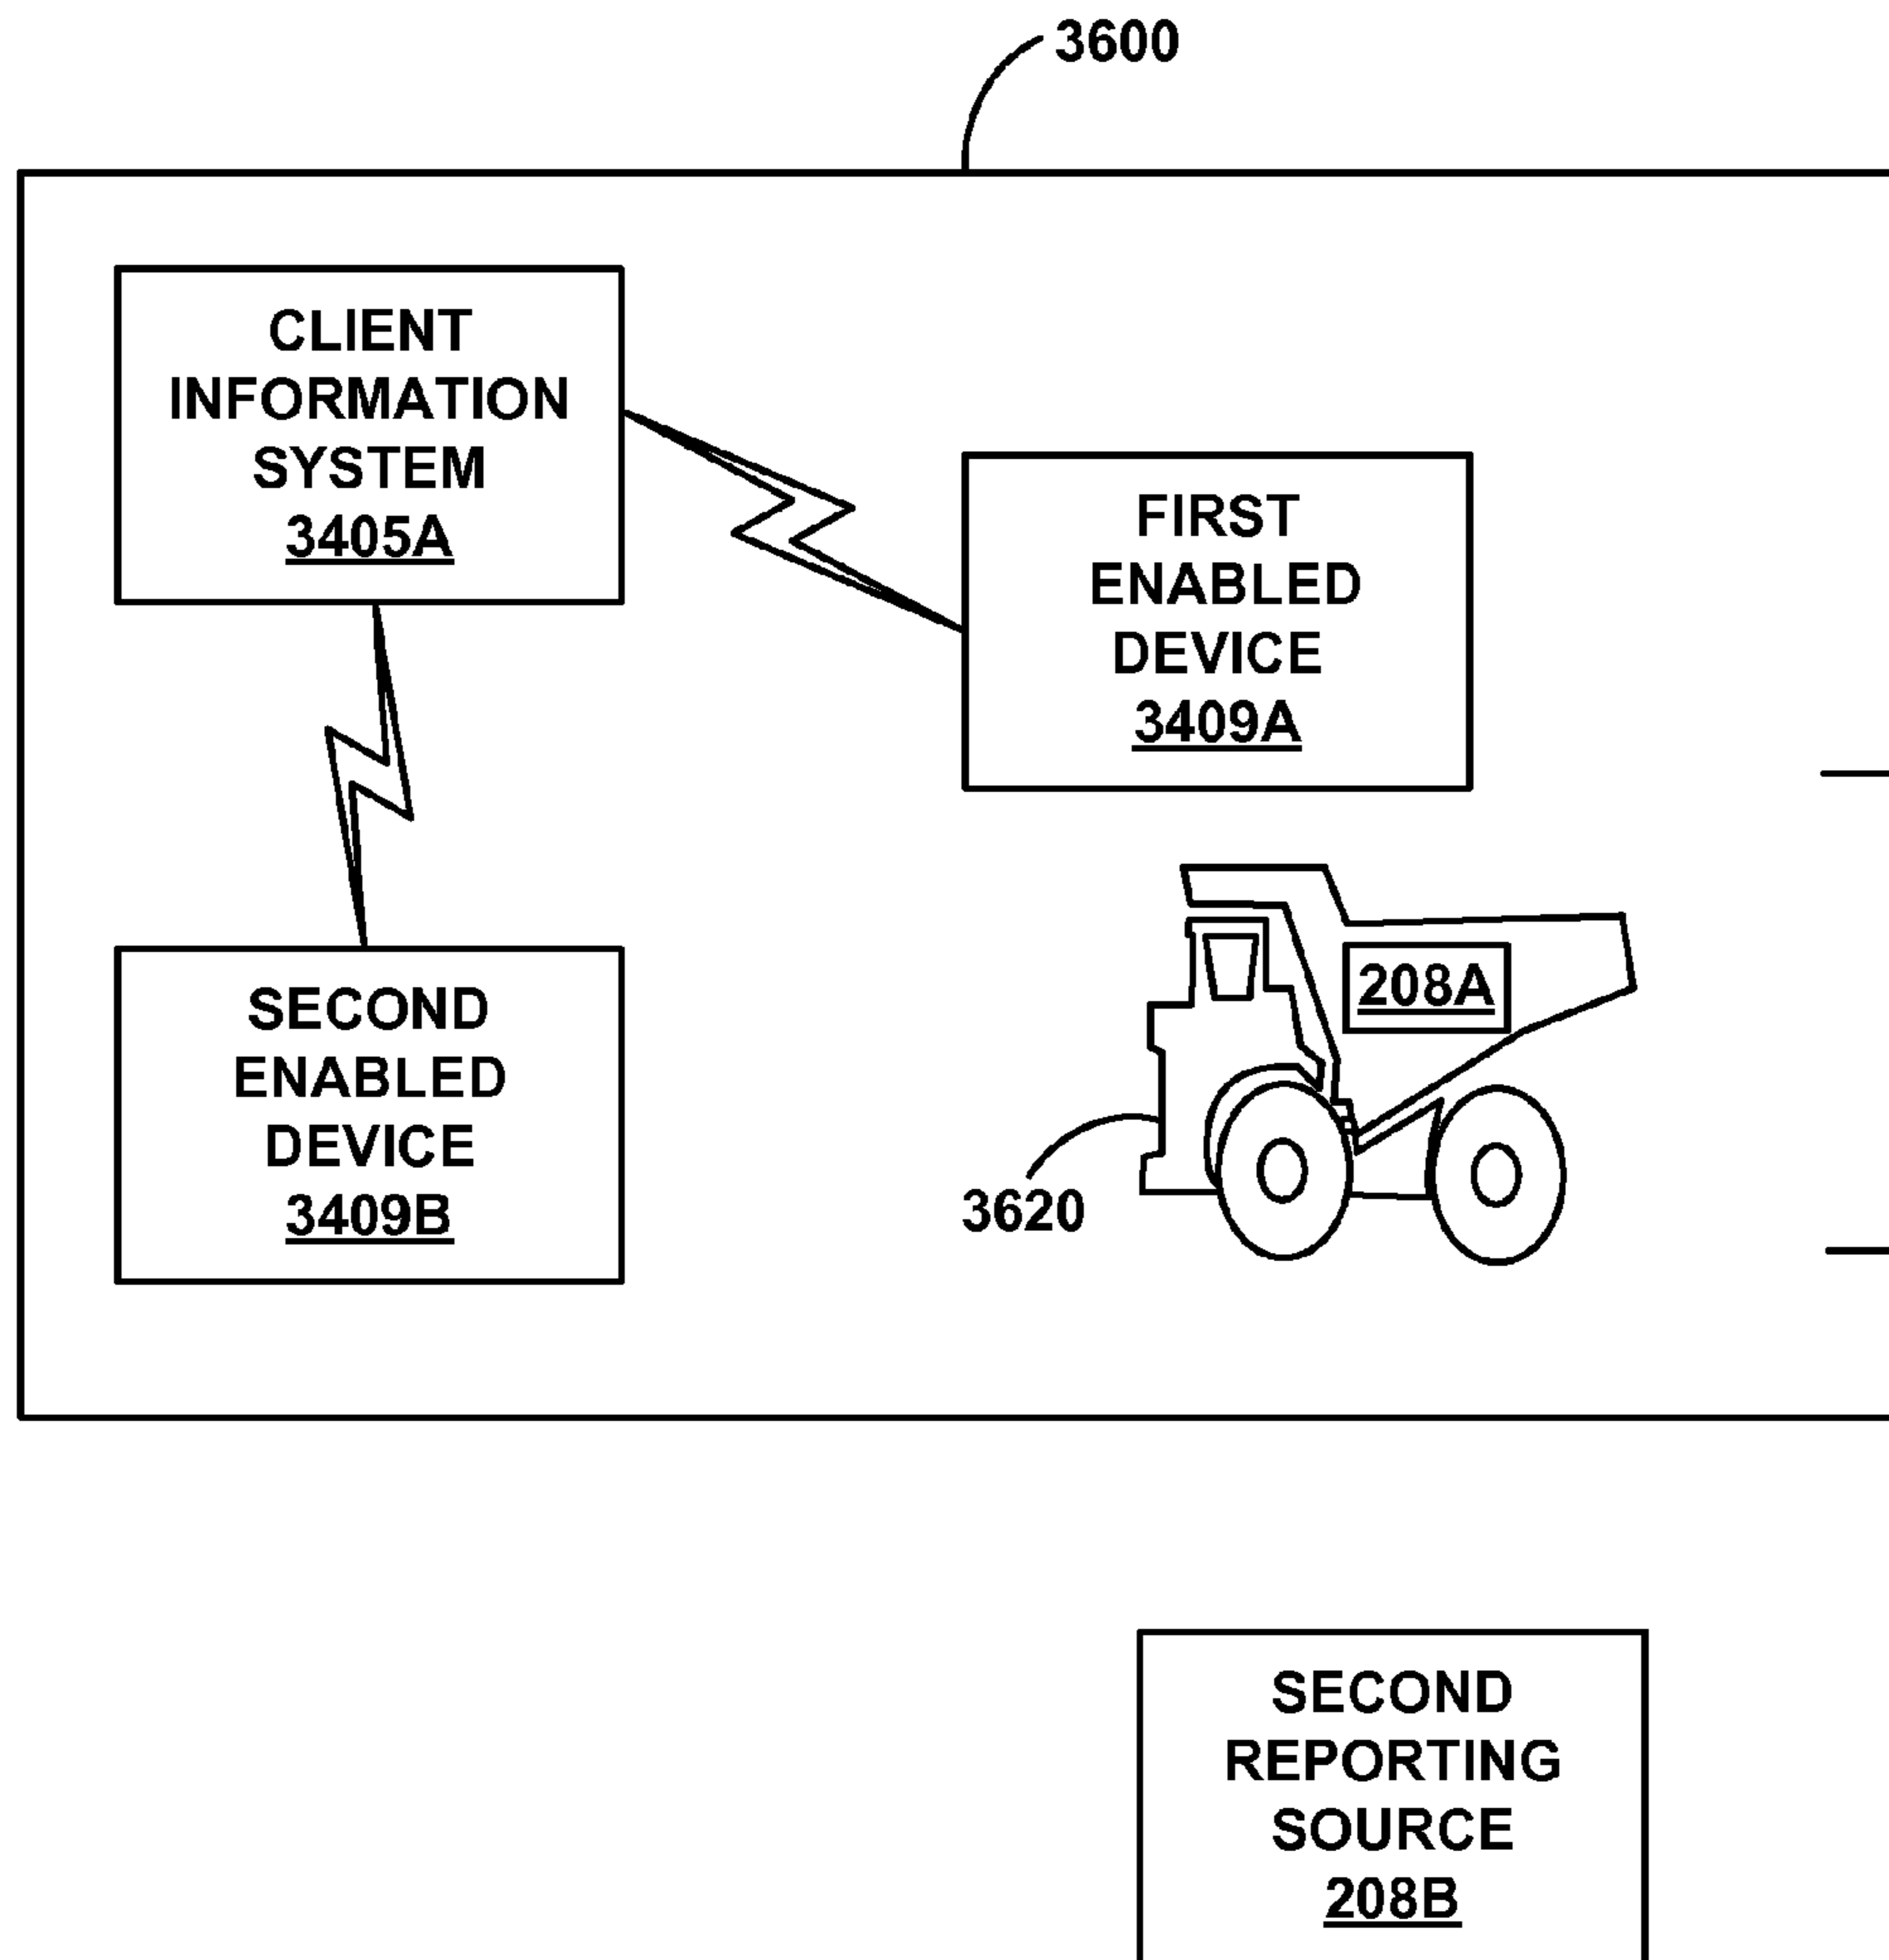 3600
CLIENT
INFORMATION
SYSTEM
3405A
FIRST
ENABLED
DEVICE
3409A
SECOND
ENABLED
DEVICE
3409B
208A
3620
SECOND
REPORTING
SOURCE
208B